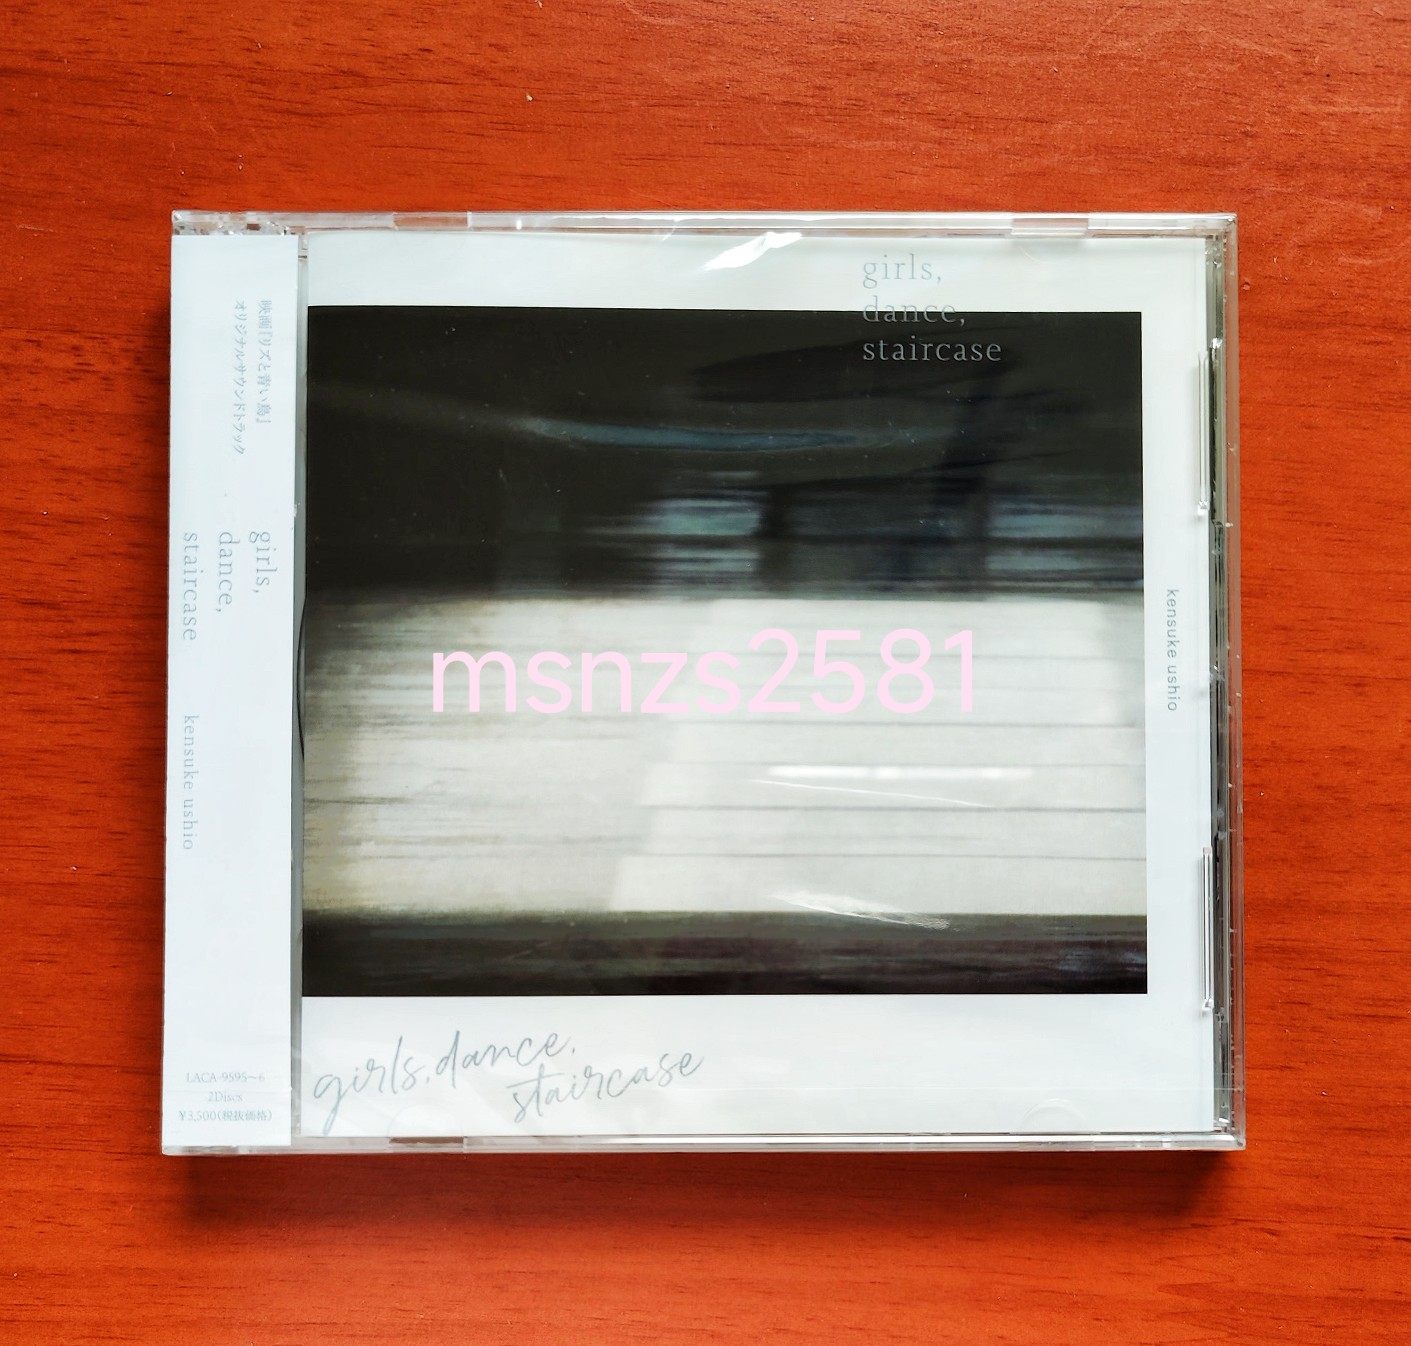 映画『リズと青い鳥』
オリジナルサウンドトラック
girls,
dance,
staircase
kensuke ushio
LACA-9595~6
2Discs
¥3,500(税抜価格)
girls,
dance,
staircase
kensuke ushio
msnzs2581
girls, dance,
staircase